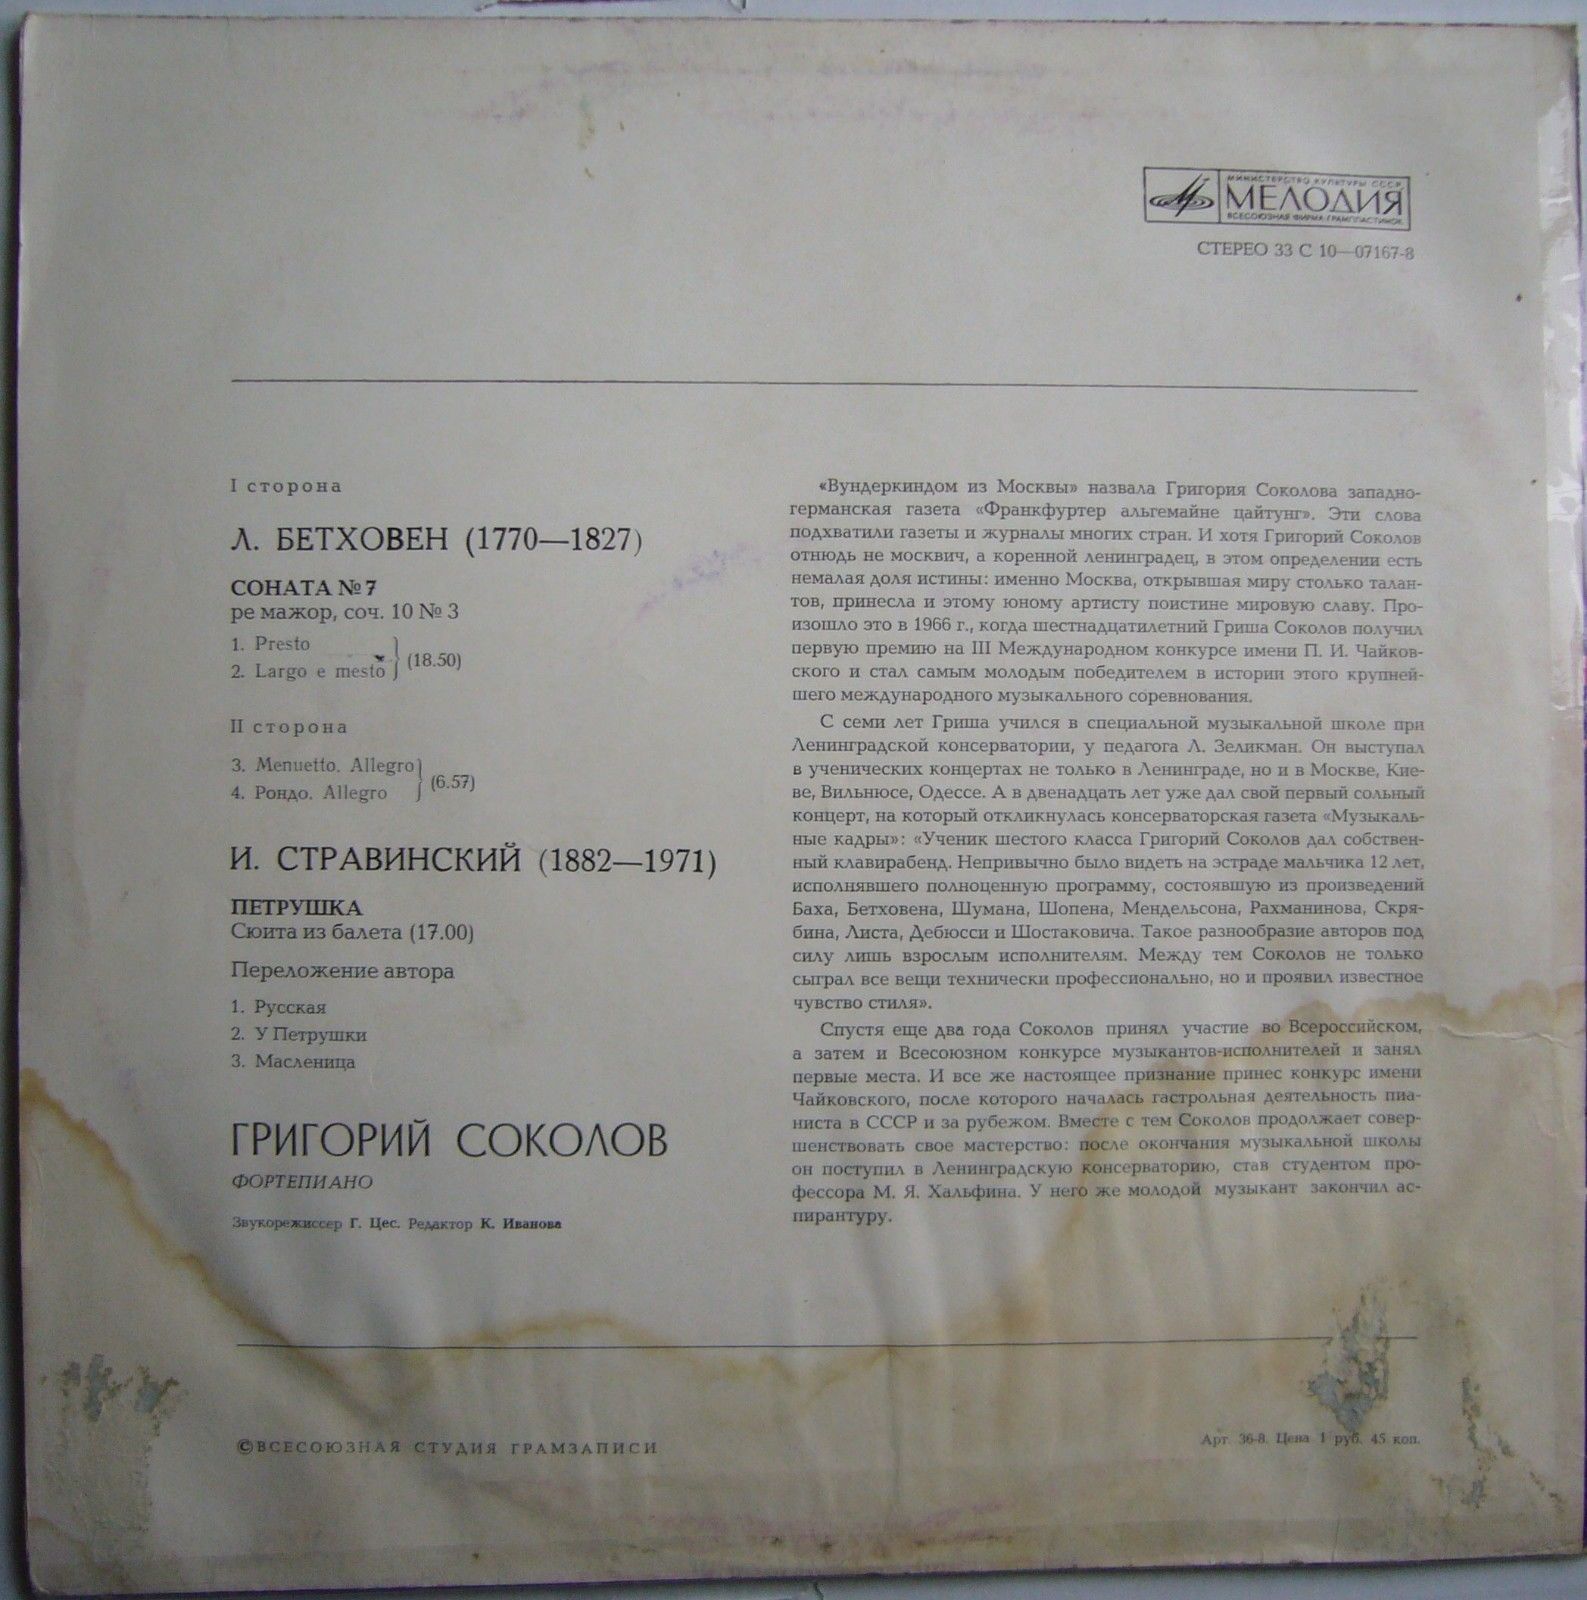 МИНИСТЕРСТВО КУЛЬТУРЫ СССР
МЕЛОДИЯ
ВСЕСОЮЗНАЯ ФИРМА ГРАМПЛАСТИНОК
СТЕРЕО 33 С 10—07167-8
I сторона
Л. БЕТХОВЕН (1770—1827)
СОНАТА № 7
ре мажор, соч. 10 № 3
1. Presto
2. Largo e mesto
(18.50)
II сторона
3. Menuetto. Allegro
4. Рондо. Allegro
(6.57)
И. СТРАВИНСКИЙ (1882—1971)
ПЕТРУШКА
Сюита из балета (17.00)
Переложение автора
1. Русская
2. У Петрушки
3. Масленица
ГРИГОРИЙ СОКОЛОВ
ФОРТЕПИАНО
Звукорежиссер Г. Цес. Редактор К. Иванова
«Вундеркиндом из Москвы» назвала Григория Соколова западно-
германская газета «Франкфуртер альгемайне цайтунг». Эти слова
подхватили газеты и журналы многих стран. И хотя Григорий Соколов
отнюдь не москвич, а коренной ленинградец, в этом определении есть
немалая доля истины: именно Москва, открывшая миру столько талан-
тов, принесла и этому юному артисту поистине мировую славу. Про-
изошло это в 1966 г., когда шестнадцатилетний Гриша Соколов получил
первую премию на III Международном конкурсе имени П. И. Чайков-
ского и стал самым молодым победителем в истории этого крупней-
шего международного музыкального соревнования.
С семи лет Гриша учился в специальной музыкальной школе при
Ленинградской консерватории, у педагога Л. Зеликман. Он выступал
в ученических концертах не только в Ленинграде, но и в Москве, Кие-
ве, Вильнюсе, Одессе. А в двенадцать лет уже дал свой первый сольный
концерт, на который откликнулась консерваторская газета «Музыкаль-
ные кадры»: «Ученик шестого класса Григорий Соколов дал собствен-
ный клавирабенд. Непривычно было видеть на эстраде мальчика 12 лет,
исполнявшего полноценную программу, состоявшую из произведений
Баха, Бетховена, Шумана, Шопена, Мендельсона, Рахманинова, Скря-
бина, Листа, Дебюсси и Шостаковича. Такое разнообразие авторов под
силу лишь взрослым исполнителям. Между тем Соколов не только
сыграл все вещи технически профессионально, но и проявил известное
чувство стиля».
Спустя еще два года Соколов принял участие во Всероссийском,
а затем и Всесоюзном конкурсе музыкантов-исполнителей и занял
первые места. И все же настоящее признание принес конкурс имени
Чайковского, после которого началась гастрольная деятельность пиа-
ниста в СССР и за рубежом. Вместе с тем Соколов продолжает совер-
шенствовать свое мастерство: после окончания музыкальной школы
он поступил в Ленинградскую консерваторию, став студентом про-
фессора М. Я. Хальфина. У него же молодой музыкант закончил ас-
пирантуру.
©ВСЕСОЮЗНАЯ СТУДИЯ ГРАМЗАПИСИ
Арт. 36-8. Цена 1 руб. 45 коп.